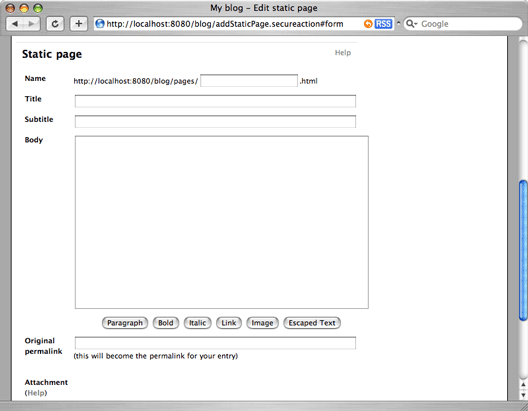 My blog – Edit static page
http://localhost:8080/blog/addStaticPage.secureaction#form
RSS
Google
Static page
Help
Name
http://localhost:8080/blog/pages/
.html
Title
Subtitle
Body
Paragraph
Bold
Italic
Link
Image
Escaped Text
Original
permalink
(this will become the permalink for your entry)
Attachment
(Help)